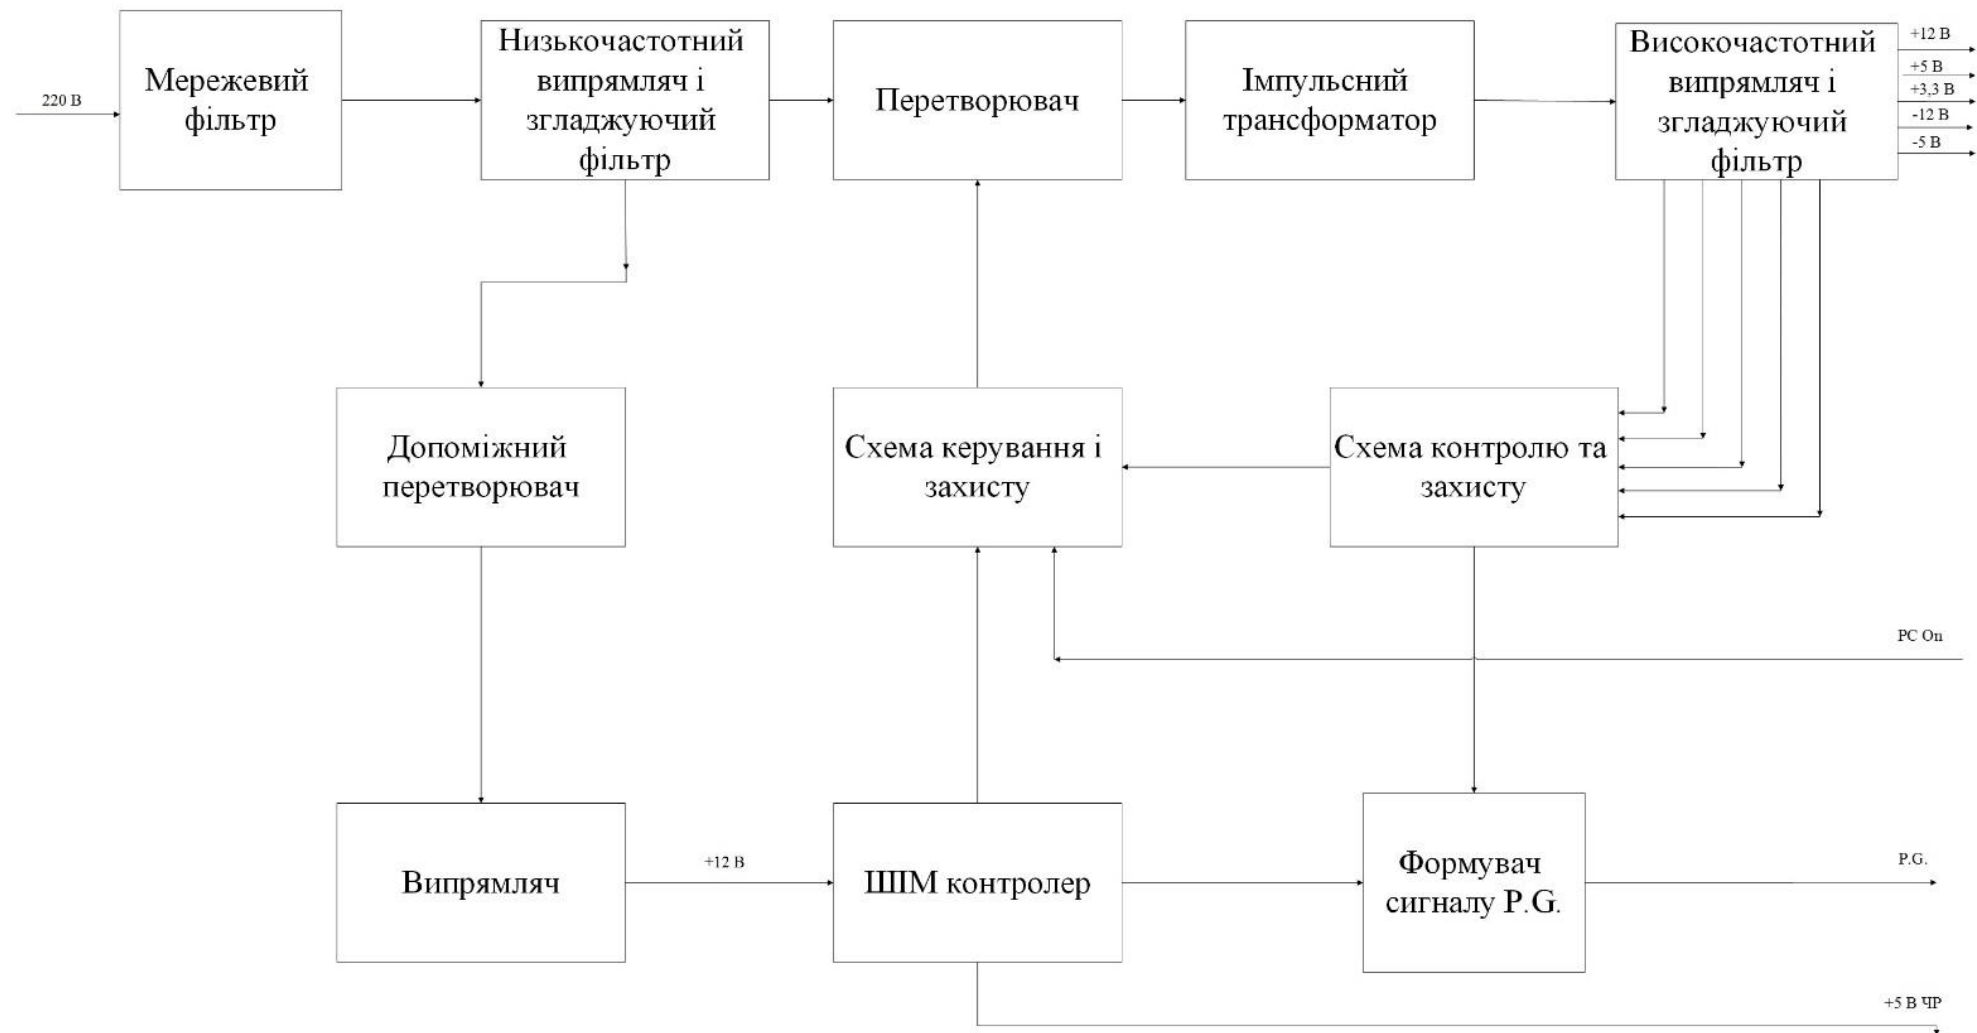 220 В
Мережевий
фільтр
Низькочастотний
випрямляч і
згладжуючий
фільтр
Перетворювач
Імпульсний
трансформатор
Високочастотний
випрямляч і
згладжуючий
фільтр
+12 В
+5 В
+3,3 В
-12 В
-5 В
Допоміжний
перетворювач
Схема керування і
захисту
Схема контролю та
захисту
PC On
Випрямляч
+12 В
ШІМ контролер
Формувач
сигналу P.G.
P.G.
+5 В ЧР